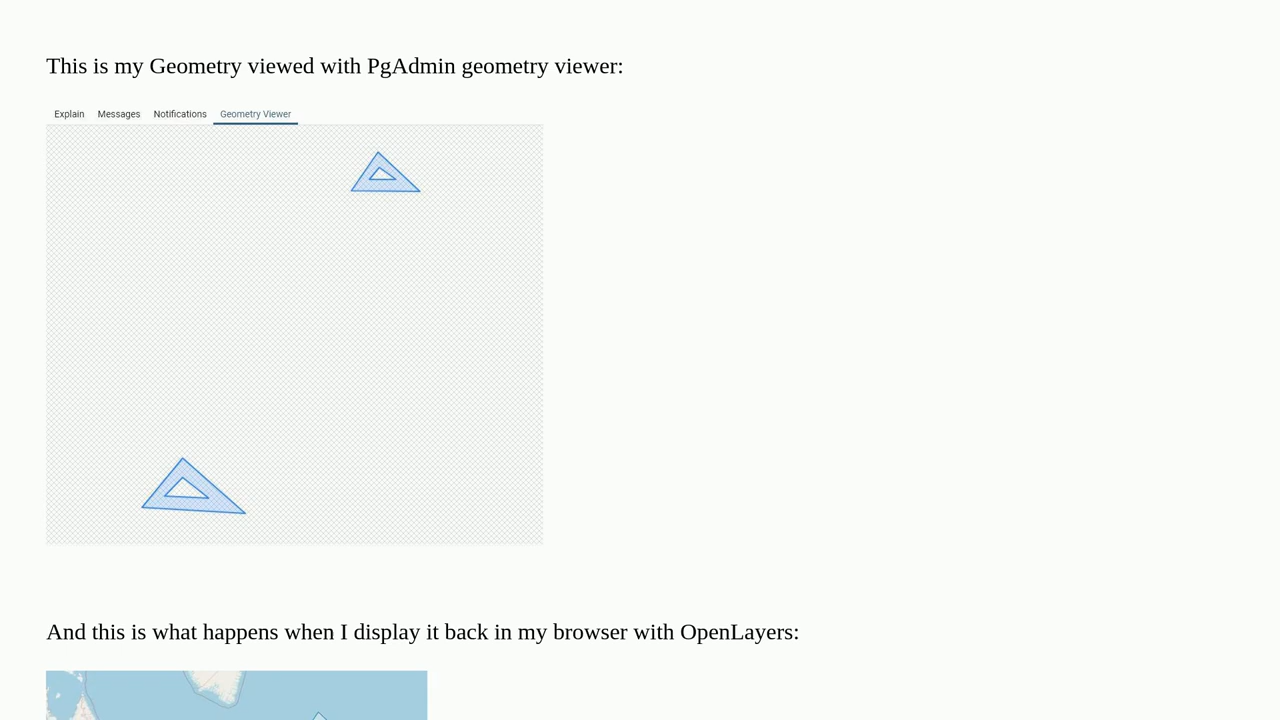 This is my Geometry viewed with PgAdmin geometry viewer:
Explain Messages Notifications Geometry Viewer
And this is what happens when I display it back in my browser with OpenLayers: